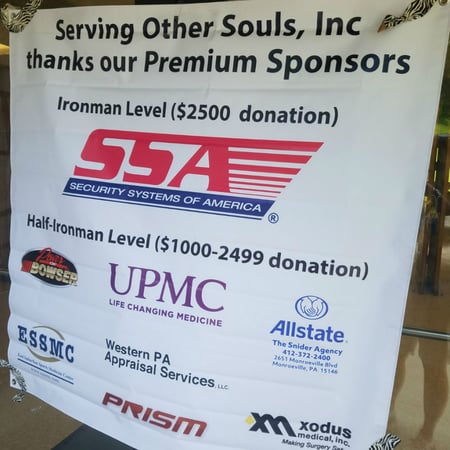 Serving Other Souls, Inc
thanks our Premium Sponsors
Ironman Level ($2500 donation)
SSA
SECURITY SYSTEMS OF AMERICA
®
Half-Ironman Level ($1000-2499 donation)
BOWSER
UPMC
LIFE CHANGING MEDICINE
Allstate.
The Snider Agency
412-372-2400
2651 Monroeville Blvd
Monroeville, PA 15146
ESSMC
Western PA
Appraisal Services, LLC.
PRISM
xodus
medical, inc.
Making Surgery